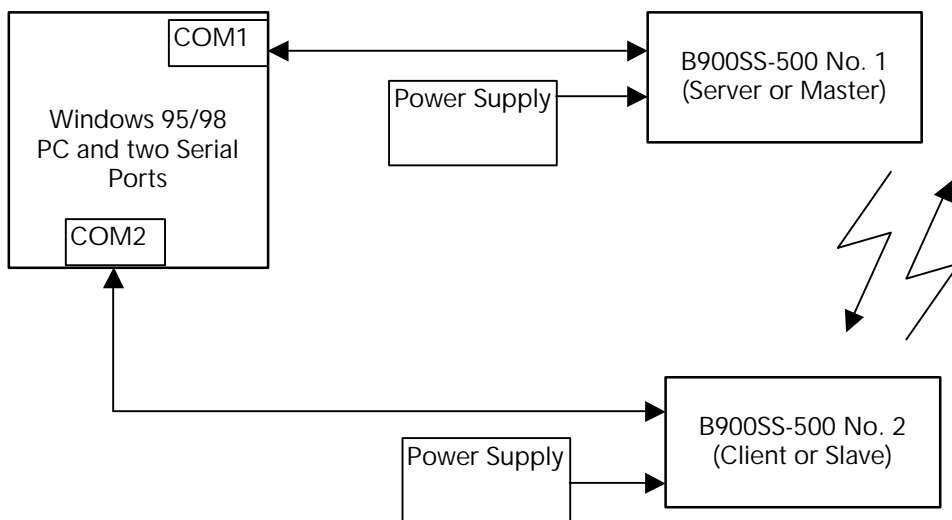 COM1
Windows 95/98
PC and two Serial
Ports
COM2
Power Supply
B900SS-500 No. 1
(Server or Master)
B900SS-500 No. 2
(Client or Slave)
Power Supply